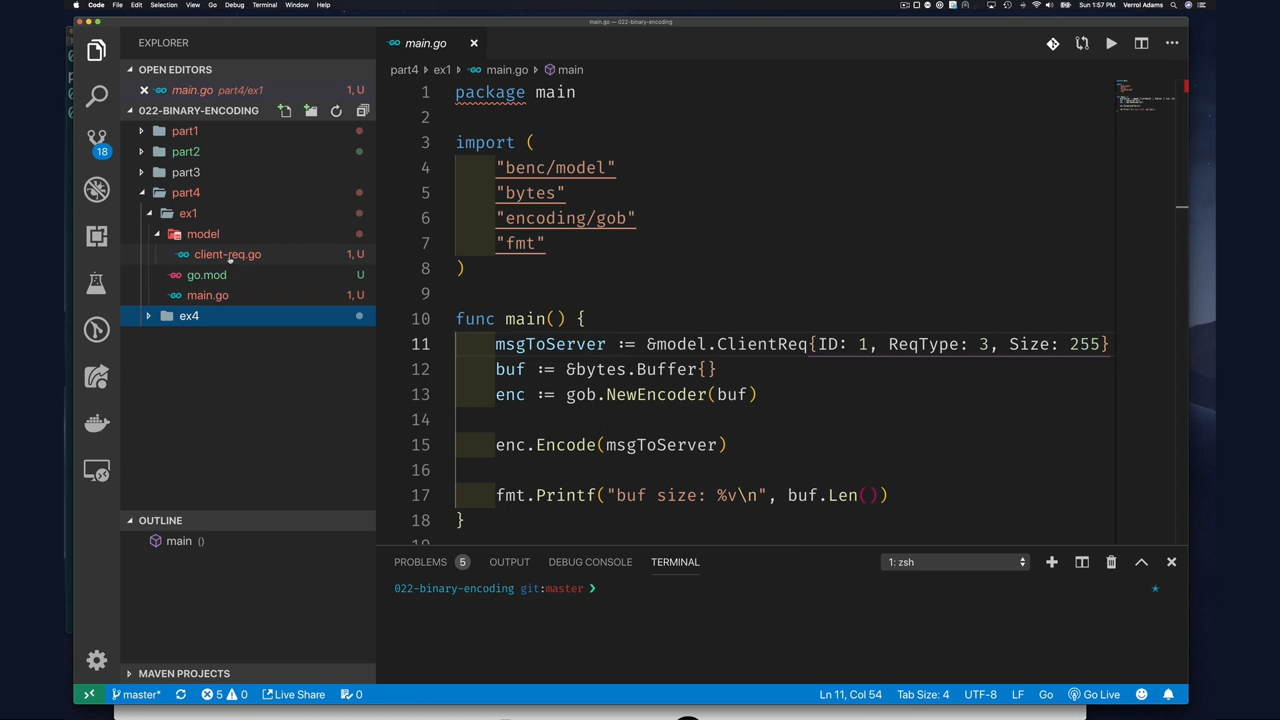 Code File Edit Selection View Go Debug Terminal Window Help
Sun 1:57 PM Verrol Adams
main.go — 022-binary-encoding
EXPLORER
main.go
OPEN EDITORS
main.go part4/ex1 1, U
022-BINARY-ENCODING
part1
part2
part3
part4
ex1
model
client-req.go 1, U
go.mod U
main.go 1, U
ex4
18
OUTLINE
main ()
MAVEN PROJECTS
part4 ex1 main.go main
1 package main
2
3 import (
4 "benc/model"
5 "bytes"
6 "encoding/gob"
7 "fmt"
8 )
9
10 func main() {
11 msgToServer := &model.ClientReq{ID: 1, ReqType: 3, Size: 255}
12 buf := &bytes.Buffer{}
13 enc := gob.NewEncoder(buf)
14
15 enc.Encode(msgToServer)
16
17 fmt.Printf("buf size: %v\n", buf.Len())
18 }
19
PROBLEMS 5 OUTPUT DEBUG CONSOLE TERMINAL 1: zsh
022-binary-encoding git:master ❯ *
master* 5 0 Live Share 0 Ln 11, Col 54 Tab Size: 4 UTF-8 LF Go Go Live